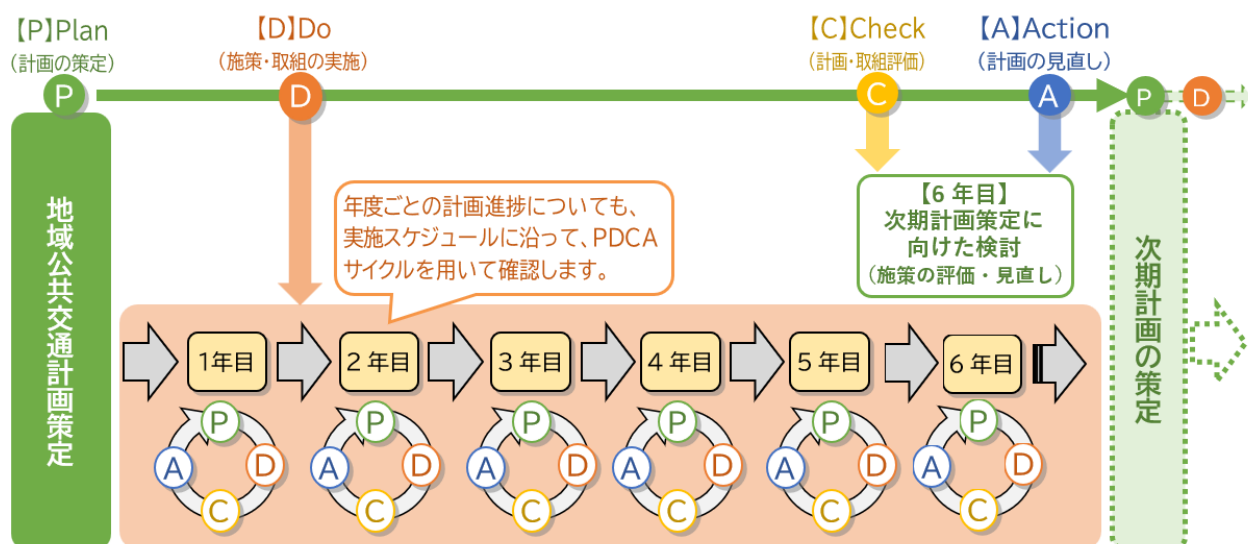 【P】Plan
（計画の策定）
【D】Do
（施策・取組の実施）
【C】Check
（計画・取組評価）
【A】Action
（計画の見直し）
P
D
C
A
P
D
地域公共交通計画策定
年度ごとの計画進捗についても、
実施スケジュールに沿って、PDCA
サイクルを用いて確認します。
【6 年目】
次期計画策定に
向けた検討
（施策の評価・見直し）
次期計画の策定
1年目
2 年目
3 年目
4 年目
5 年目
6 年目
P
D
C
A
P
D
C
A
P
D
C
A
P
D
C
A
P
D
C
A
P
D
C
A